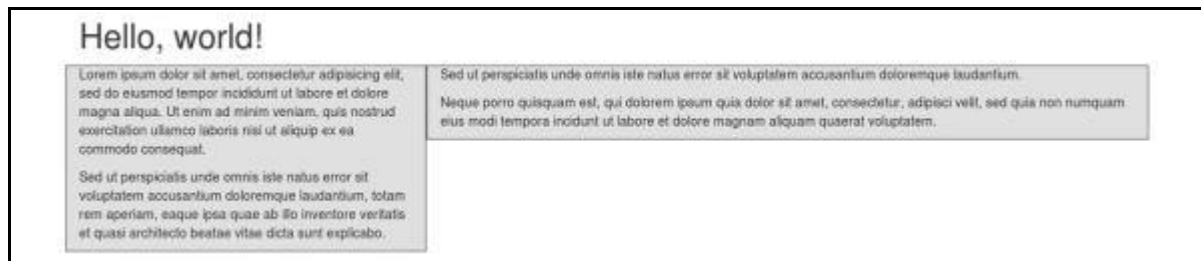 Hello, world!
Lorem ipsum dolor sit amet, consectetur adipisicing elit,
sed do eiusmod tempor incididunt ut labore et dolore
magna aliqua. Ut enim ad minim veniam, quis nostrud
exercitation ullamco laboris nisi ut aliquip ex ea
commodo consequat.
Sed ut perspiciatis unde omnis iste natus error sit
voluptatem accusantium doloremque laudantium, totam
rem aperiam, eaque ipsa quae ab illo inventore veritatis
et quasi architecto beatae vitae dicta sunt explicabo.
Sed ut perspiciatis unde omnis iste natus error sit voluptatem accusantium doloremque laudantium.
Neque porro quisquam est, qui dolorem ipsum quia dolor sit amet, consectetur, adipisci velit, sed quia non numquam
eius modi tempora incidunt ut labore et dolore magnam aliquam quaerat voluptatem.